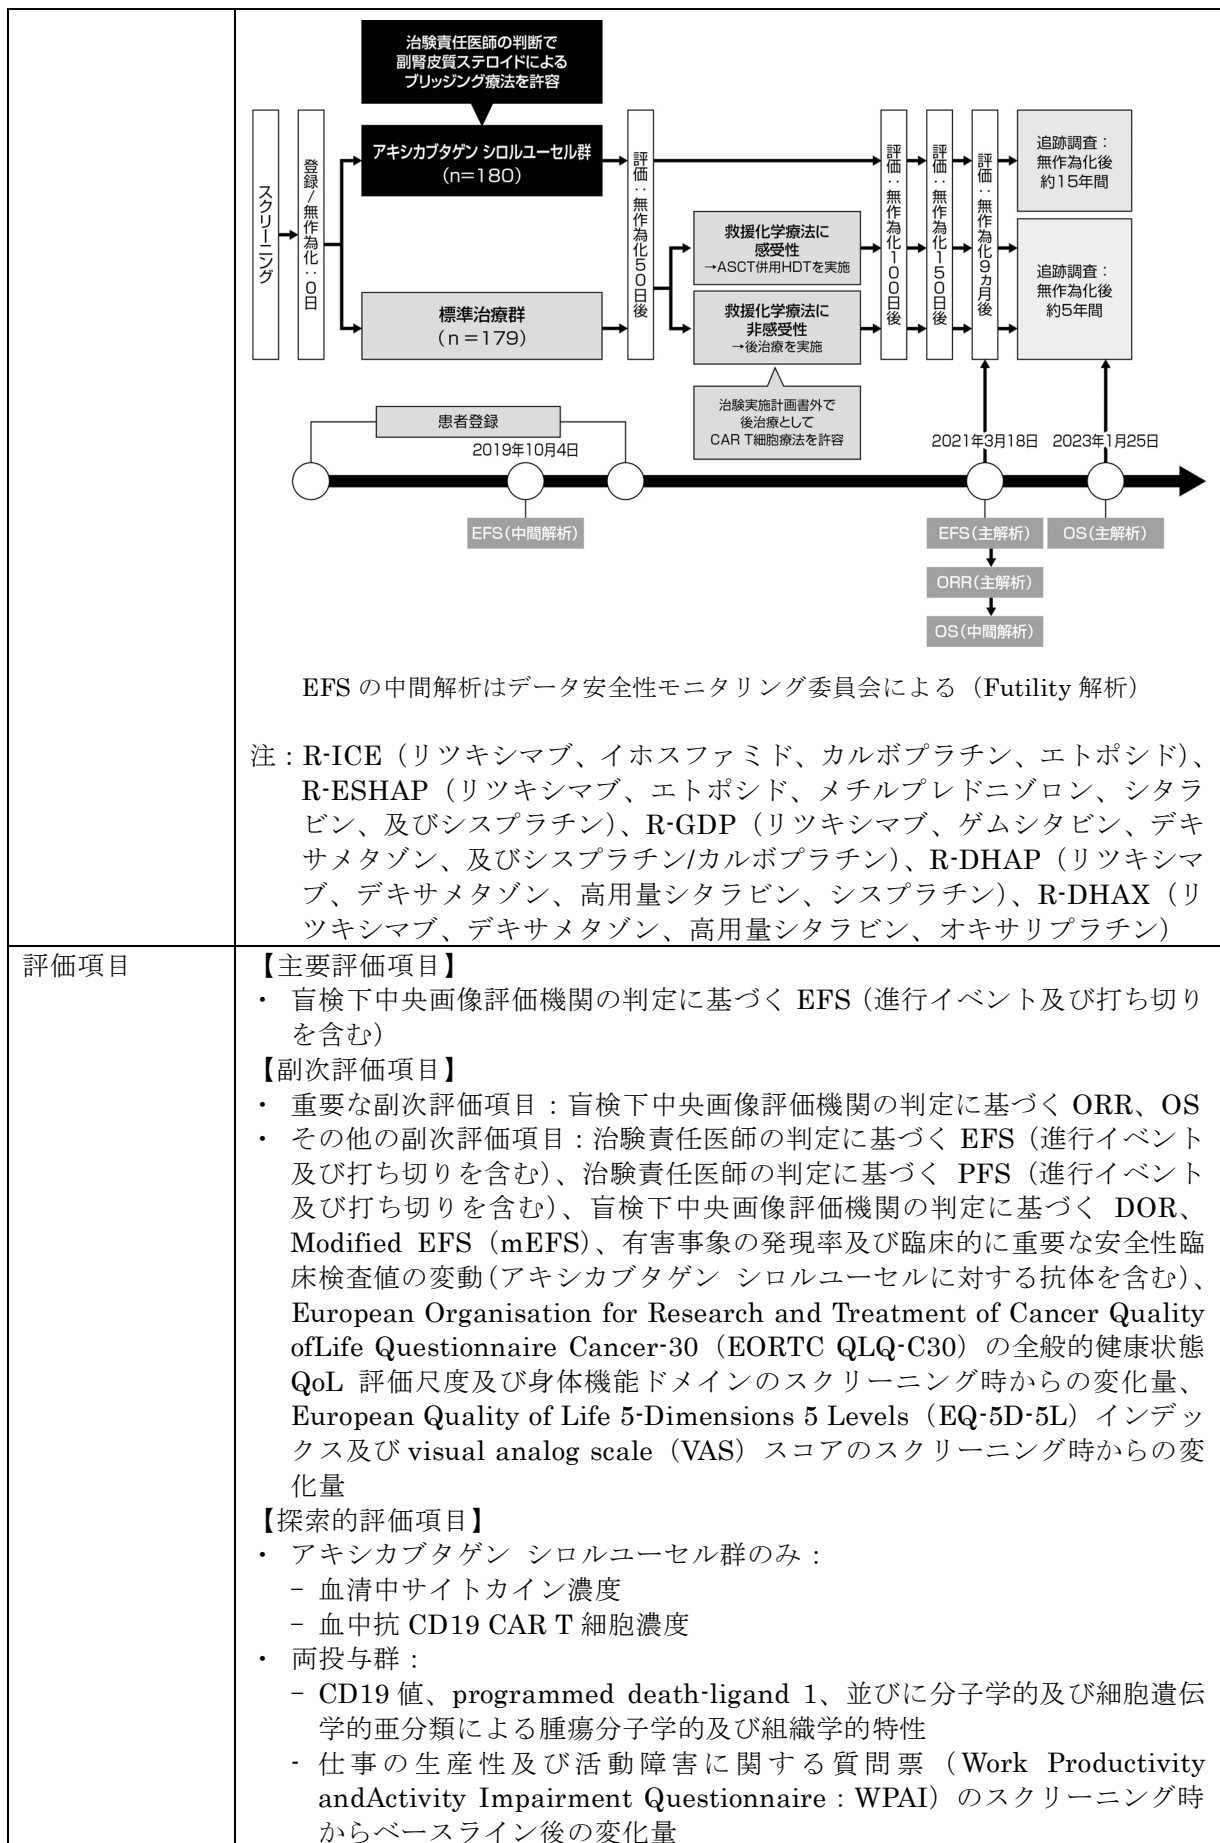 治験責任医師の判断で
副腎皮質ステロイドによる
ブリッジング療法を許容
スクリーニング
登録/無作為化:0日
アキシカブタゲン シロルユーセル群
(n=180)
標準治療群
(n=179)
評価:無作為化50日後
救援化学療法に
感受性
→ASCT併用HDTを実施
救援化学療法に
非感受性
→後治療を実施
治験実施計画書外で
後治療として
CAR T細胞療法を許容
評価:無作為化100日後
評価:無作為化150日後
評価:無作為化9ヵ月後
追跡調査:
無作為化後
約15年間
追跡調査:
無作為化後
約5年間
患者登録
2019年10月4日
2021年3月18日
2023年1月25日
EFS(中間解析)
EFS(主解析)
OS(主解析)
ORR(主解析)
OS(中間解析)
EFS の中間解析はデータ安全性モニタリング委員会による(Futility 解析)
注:R-ICE(リツキシマブ、イホスファミド、カルボプラチン、エトポシド)、
R-ESHAP(リツキシマブ、エトポシド、メチルプレドニゾロン、シタラ
ビン、及びシスプラチン)、R-GDP(リツキシマブ、ゲムシタビン、デキ
サメタゾン、及びシスプラチン/カルボプラチン)、R-DHAP(リツキシマ
ブ、デキサメタゾン、高用量シタラビン、シスプラチン)、R-DHAX(リ
ツキシマブ、デキサメタゾン、高用量シタラビン、オキサリプラチン)
評価項目
【主要評価項目】
・ 盲検下中央画像評価機関の判定に基づく EFS(進行イベント及び打ち切り
を含む)
【副次評価項目】
・ 重要な副次評価項目:盲検下中央画像評価機関の判定に基づく ORR、OS
・ その他の副次評価項目:治験責任医師の判定に基づく EFS(進行イベント
及び打ち切りを含む)、治験責任医師の判定に基づく PFS(進行イベント
及び打ち切りを含む)、盲検下中央画像評価機関の判定に基づく DOR、
Modified EFS(mEFS)、有害事象の発現率及び臨床的に重要な安全性臨
床検査値の変動(アキシカブタゲン シロルユーセルに対する抗体を含む)、
European Organisation for Research and Treatment of Cancer Quality
ofLife Questionnaire Cancer-30(EORTC QLQ-C30)の全般的健康状態
QoL 評価尺度及び身体機能ドメインのスクリーニング時からの変化量、
European Quality of Life 5-Dimensions 5 Levels(EQ-5D-5L)インデッ
クス及び visual analog scale(VAS)スコアのスクリーニング時からの変
化量
【探索的評価項目】
・ アキシカブタゲン シロルユーセル群のみ:
- 血清中サイトカイン濃度
- 血中抗 CD19 CAR T 細胞濃度
・ 両投与群:
- CD19 値、programmed death-ligand 1、並びに分子学的及び細胞遺伝
学的亜分類による腫瘍分子学的及び組織学的特性
- 仕事の生産性及び活動障害に関する質問票(Work Productivity
andActivity Impairment Questionnaire:WPAI)のスクリーニング時
からベースライン後の変化量